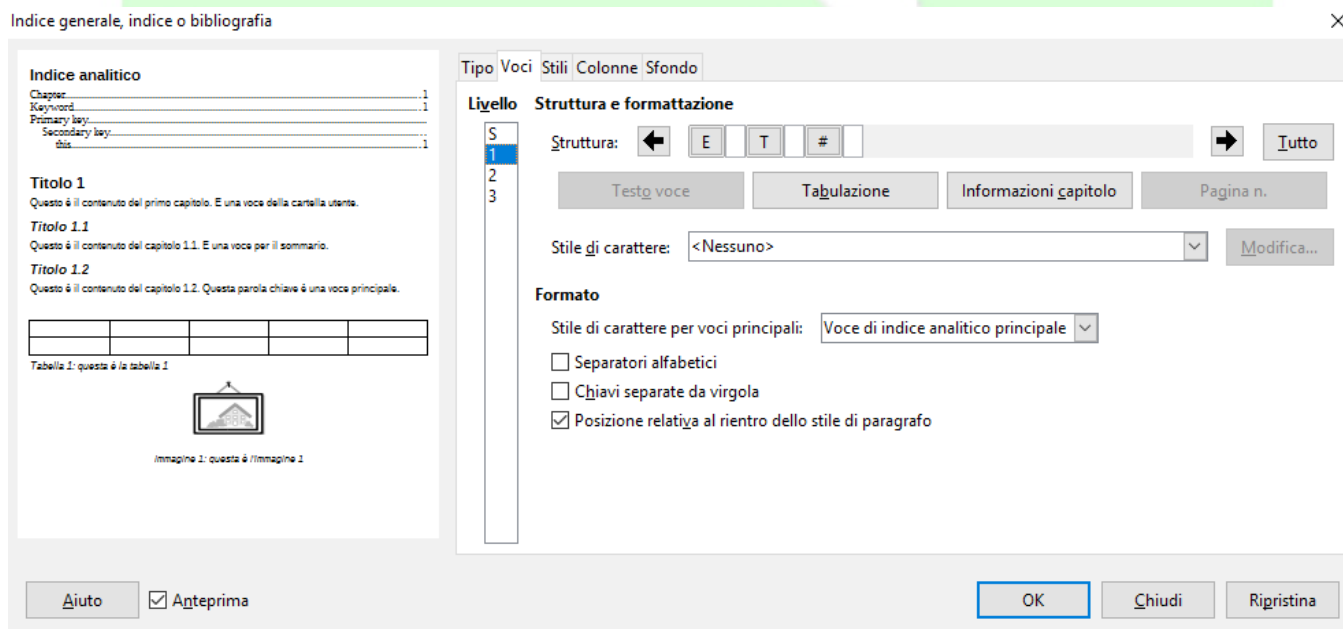 Indice generale, indice o bibliografia
Indice analitico
Chapter 1
Keyword 1
Primary key
Secondary key
this 1
Titolo 1
Questo è il contenuto del primo capitolo. È una voce della cartella utente.
Titolo 1.1
Questo è il contenuto del capitolo 1.1. È una voce per il sommario.
Titolo 1.2
Questo è il contenuto del capitolo 1.2. Questa parola chiave è una voce principale.
Tabella 1: questa è la tabella 1
Immagine 1: questa è l'immagine 1
Tipo Voci Stili Colonne Sfondo
Livello Struttura e formattazione
S
1
2
3
Struttura: E T # Tutto
Testo voce Tabulazione Informazioni capitolo Pagina n.
Stile di carattere: <Nessuno> Modifica...
Formato
Stile di carattere per voci principali: Voce di indice analitico principale
Separatori alfabetici
Chiavi separate da virgola
Posizione relativa al rientro dello stile di paragrafo
Aiuto Anteprima OK Chiudi Ripristina